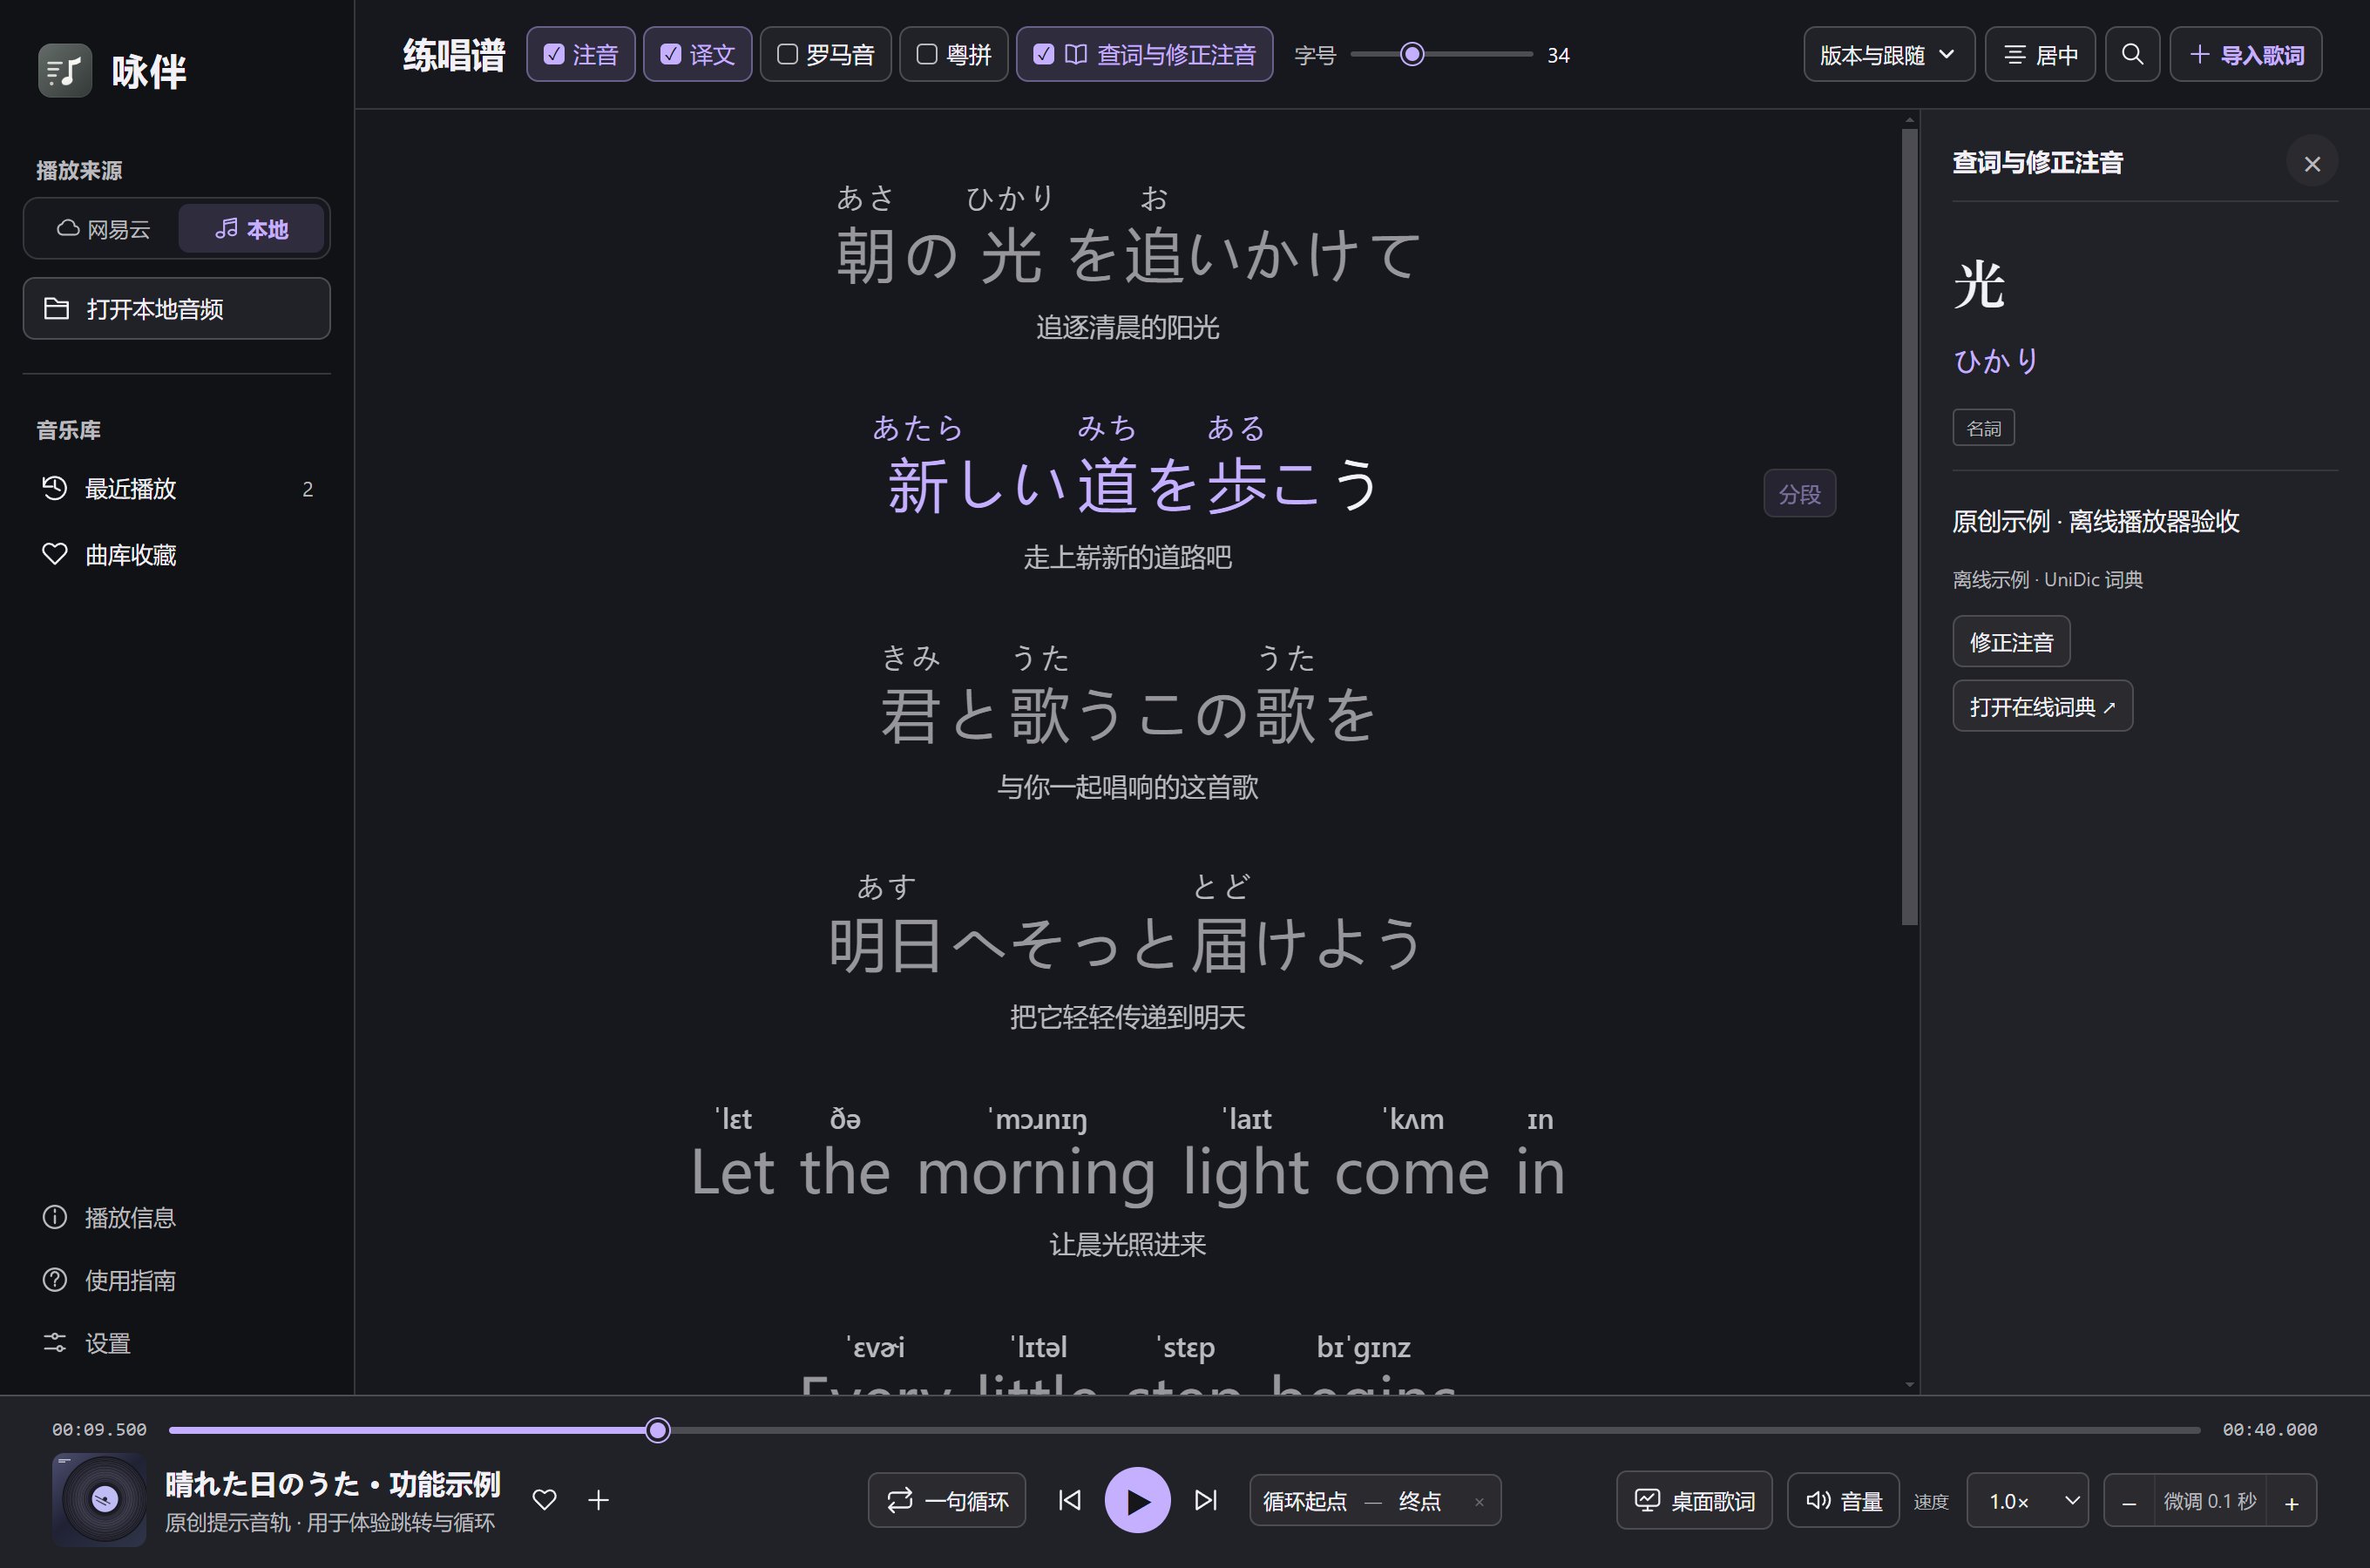 咏伴
播放来源
网易云
本地
打开本地音频
音乐库
最近播放 2
曲库收藏
播放信息
使用指南
设置
练唱谱 注音 译文 罗马音 粤拼 查词与修正注音 字号 34 版本与跟随 居中 导入歌词
あさ ひかり お
朝の光を追いかけて
追逐清晨的阳光
あたら みち ある
新しい道を歩こう
分段
走上崭新的道路吧
きみ うた うた
君と歌うこの歌を
与你一起唱响的这首歌
あす とど
明日へそっと届けよう
把它轻轻传递到明天
ˈlɛt ðə ˈmɔɹnɪŋ ˈlaɪt ˈkʌm ɪn
Let the morning light come in
让晨光照进来
ˈɛvɚi ˈlɪtəl ˈstɛp bɪˈɡɪnz
Every little step begins
查词与修正注音 ×
光
ひかり
名詞
原创示例 · 离线播放器验收
离线示例 · UniDic 词典
修正注音
打开在线词典 ↗
00:09.500 00:40.000
晴れた日のうた・功能示例
原创提示音轨 · 用于体验跳转与循环
一句循环 循环起点 — 终点 × 桌面歌词 音量 速度 1.0× − 微调 0.1 秒 +